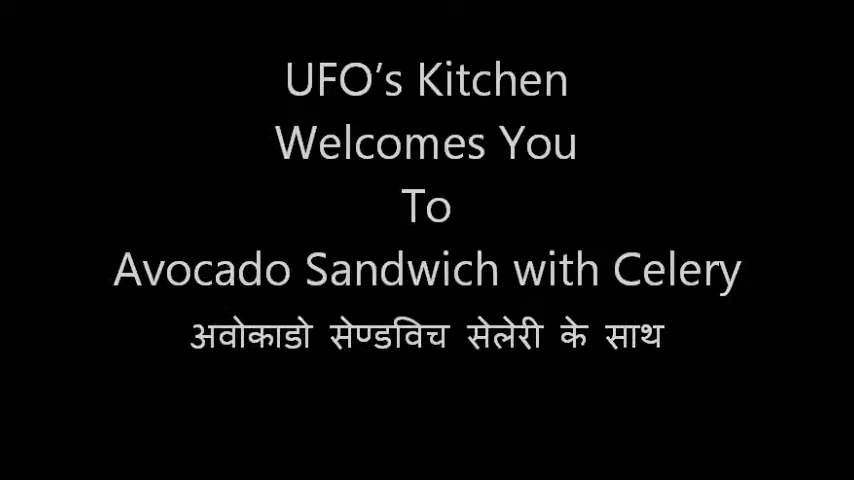 UFO’s Kitchen
Welcomes You
To
Avocado Sandwich with Celery
अवोकाडो सेण्डविच सेलेरी के साथ